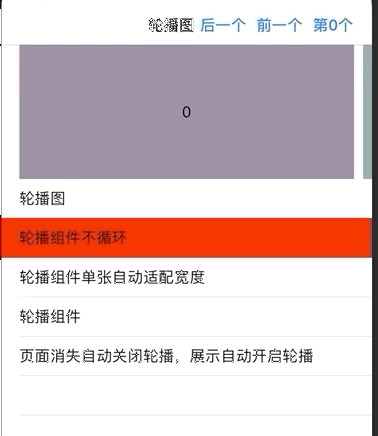 轮播图 后一个 前一个 第0个
0
轮播图
轮播组件不循环
轮播组件单张自动适配宽度
轮播组件
页面消失自动关闭轮播，展示自动开启轮播